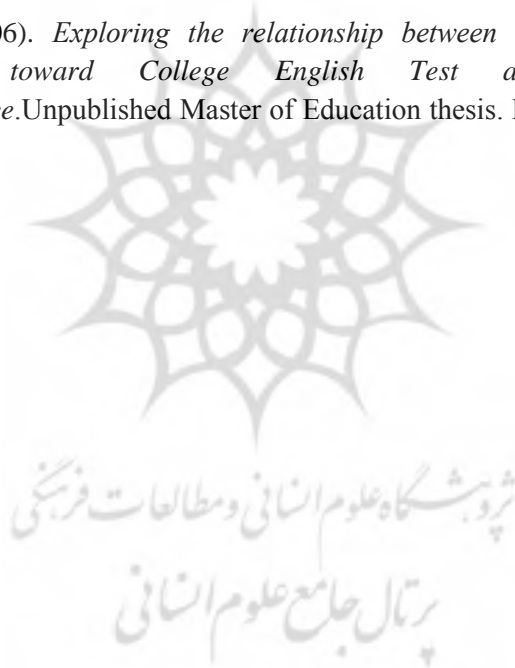 06). Exploring the relationship between
toward College English Test a
e.Unpublished Master of Education thesis. I
پژوهشگاه علوم انسانی و مطالعات فرهنگی
پرتال جامع علوم انسانی